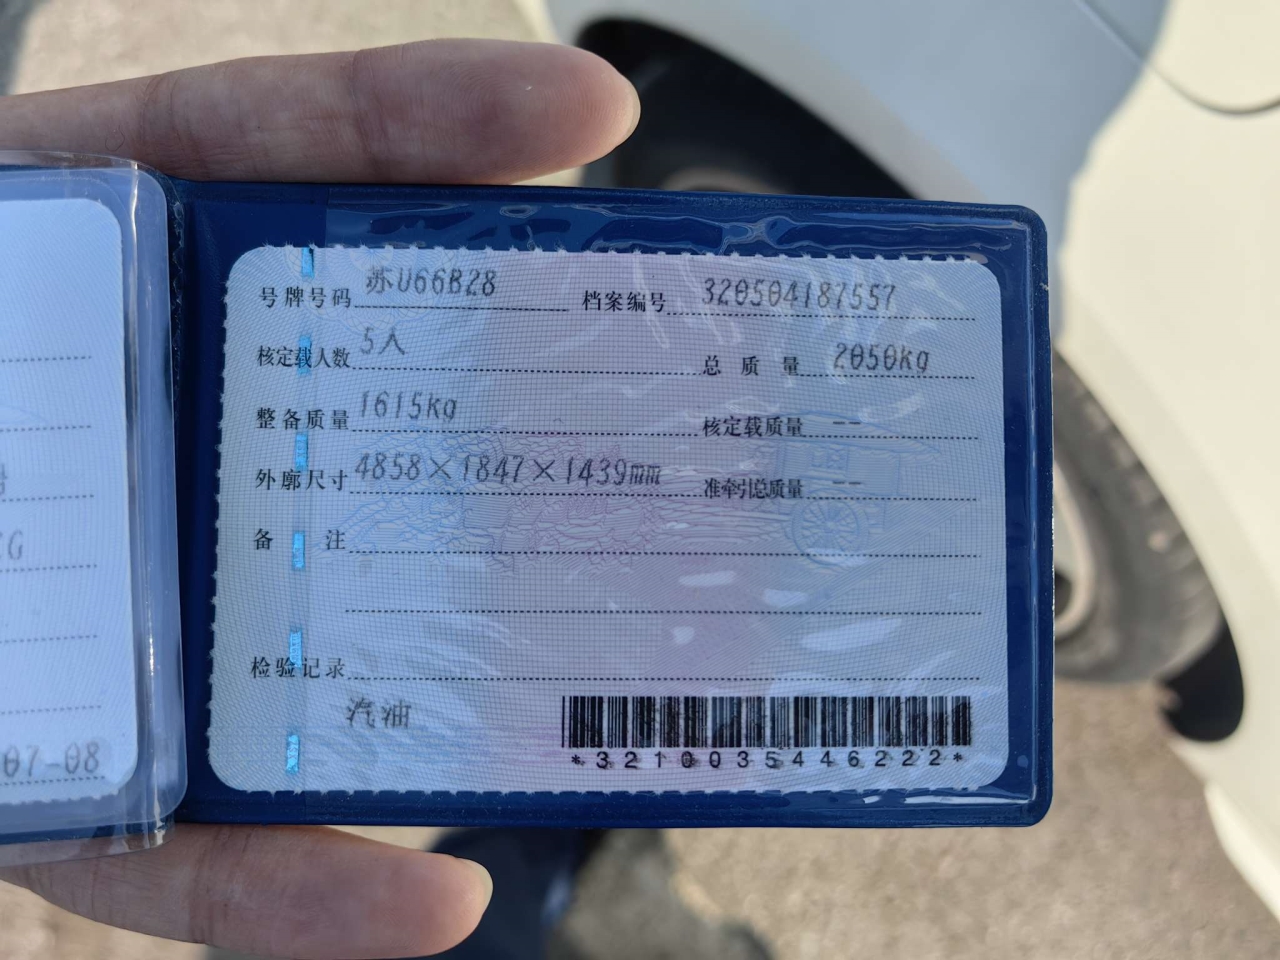 号牌号码 苏U66B28 档案编号 320504187557
核定载人数 5人 总质量 2050kg
整备质量 1615kg 核定载质量 --
外廓尺寸 4858×1847×1439mm 准牵引总质量 --
备注
检验记录
汽油
*3210035446222*
CG
07-08